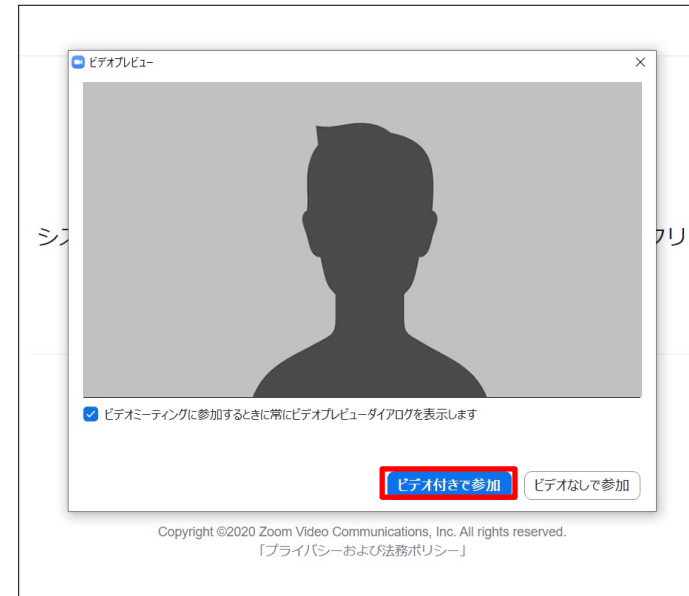 ビデオプレビュー
シス
クリ
ビデオミーティングに参加するときに常にビデオプレビューダイアログを表示します
ビデオ付きで参加
ビデオなしで参加
Copyright ©2020 Zoom Video Communications, Inc. All rights reserved.
「プライバシーおよび法務ポリシー」